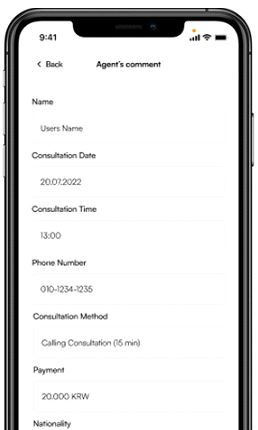 9:41
Back Agent's comment
Name
Users Name
Consultation Date
20.07.2022
Consultation Time
13:00
Phone Number
010-1234-1235
Consultation Method
Calling Consultation (15 min)
Payment
20.000 KRW
Nationality